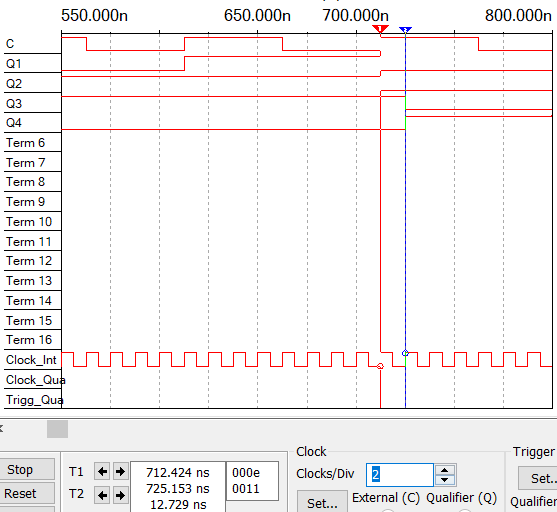 550.000n 650.000n 700.000n 800.000n
C
Q1
Q2
Q3
Q4
Term 6
Term 7
Term 8
Term 9
Term 10
Term 11
Term 12
Term 13
Term 14
Term 15
Term 16
Clock_Int
Clock_Qua
Trigg_Qua
Stop
Reset
T1
T2
712.424 ns
725.153 ns
12.729 ns
000e
0011
Clock
Clocks/Div 2
Set... External (C) Qualifier (Q)
Trigger
Set..
Qualifier